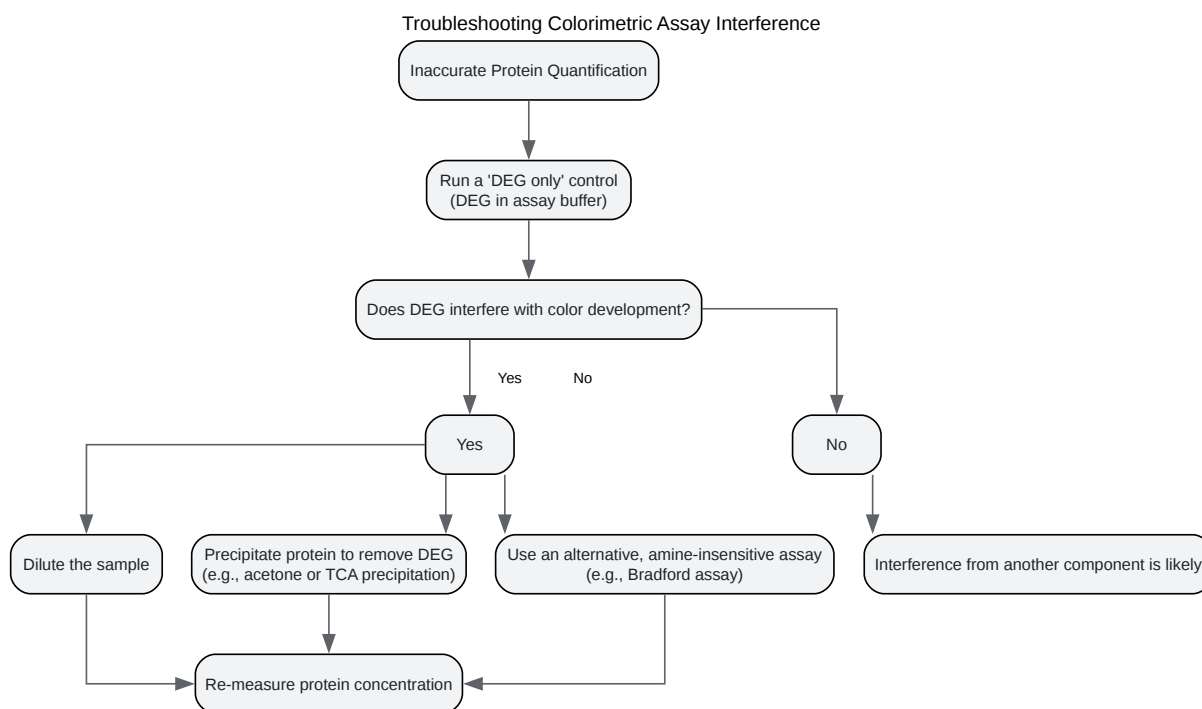 Troubleshooting Colorimetric Assay Interference
Inaccurate Protein Quantification
Run a 'DEG only' control
(DEG in assay buffer)
Does DEG interfere with color development?
Yes
No
Yes
No
Dilute the sample
Precipitate protein to remove DEG
(e.g., acetone or TCA precipitation)
Use an alternative, amine-insensitive assay
(e.g., Bradford assay)
Interference from another component is likely
Re-measure protein concentration